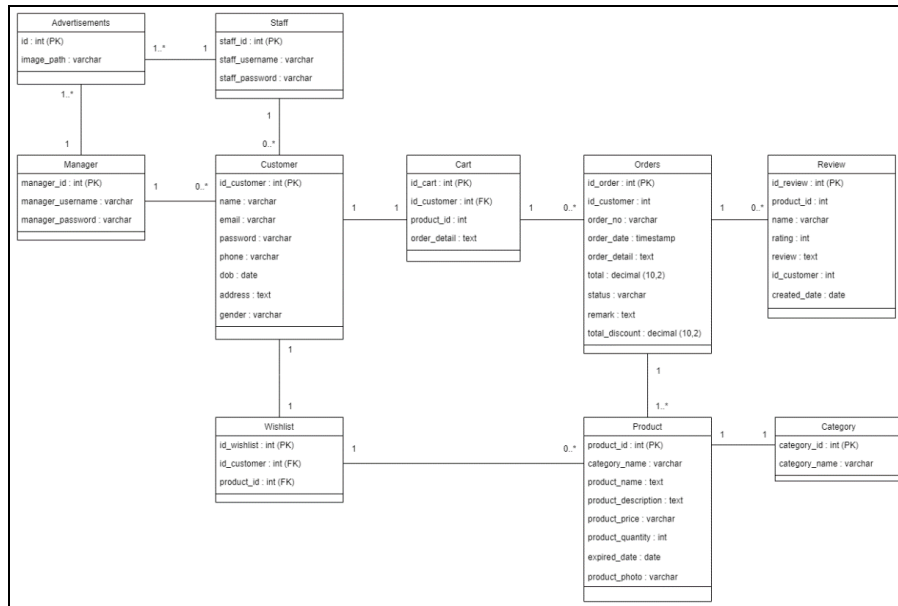 Advertisements
id : int (PK)
image_path : varchar
1..*
1
Staff
staff_id : int (PK)
staff_username : varchar
staff_password : varchar
1..*
1
1
0..*
Manager
manager_id : int (PK)
manager_username : varchar
manager_password : varchar
1
0..*
Customer
id_customer : int (PK)
name : varchar
email : varchar
password : varchar
phone : varchar
dob : date
address : text
gender : varchar
1
1
Cart
id_cart : int (PK)
id_customer : int (FK)
product_id : int
order_detail : text
1
0..*
Orders
id_order : int (PK)
id_customer : int
order_no : varchar
order_date : timestamp
order_detail : text
total : decimal (10,2)
status : varchar
remark : text
total_discount : decimal (10,2)
1
0..*
Review
id_review : int (PK)
product_id : int
name : varchar
rating : int
review : text
id_customer : int
created_date : date
1
1
1
1..*
Wishlist
id_wishlist : int (PK)
id_customer : int (FK)
product_id : int (FK)
1
0..*
Product
product_id : int (PK)
category_name : varchar
product_name : text
product_description : text
product_price : varchar
product_quantity : int
expired_date : date
product_photo : varchar
1
1
Category
category_id : int (PK)
category_name : varchar